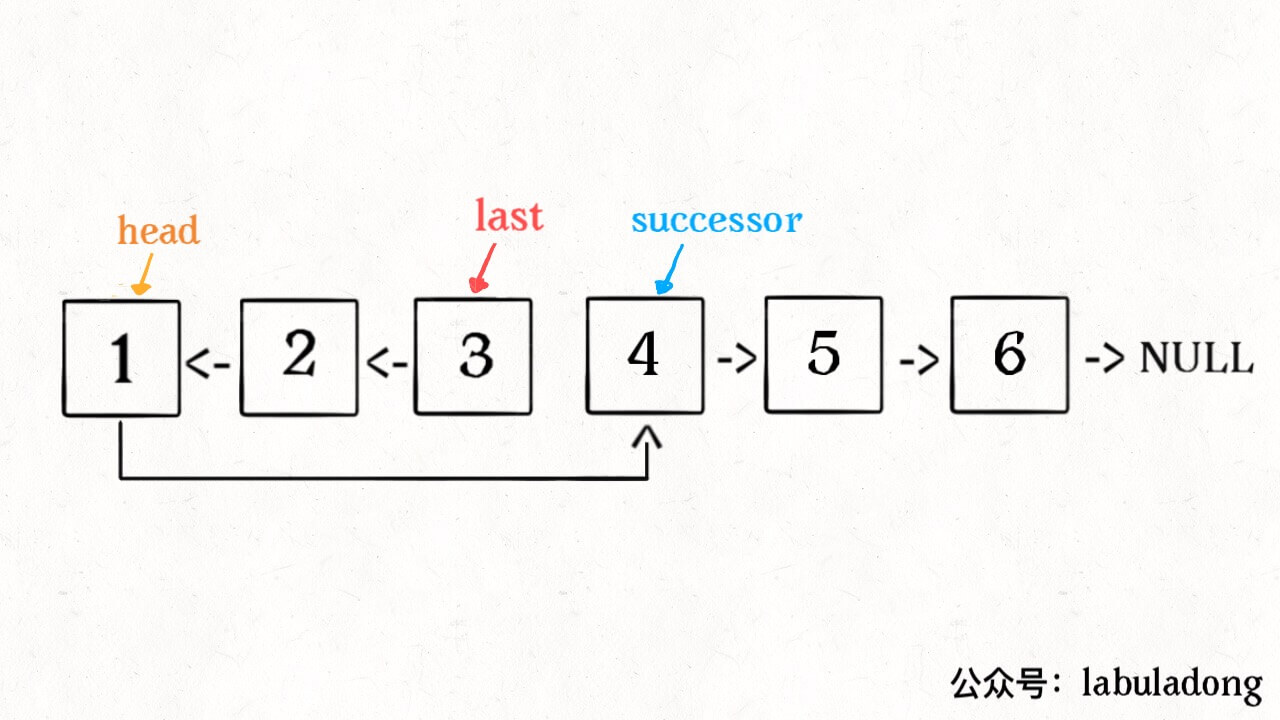 head
last
successor
1 <- 2 <- 3 4 -> 5 -> 6 -> NULL
公众号：labuladong